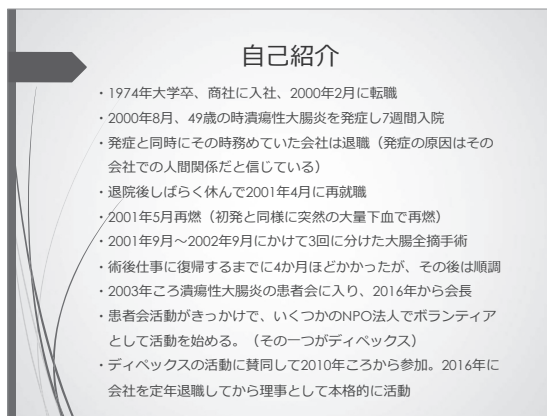 自己紹介
・1974年大学卒、商社に入社、2000年2月に転職
・2000年8月、49歳の時潰瘍性大腸炎を発症し7週間入院
・発症と同時にその時務めていた会社は退職（発症の原因はその
会社での人間関係だと信じている）
・退院後しばらく休んで2001年4月に再就職
・2001年5月再燃（初発と同様に突然の大量下血で再燃）
・2001年9月～2002年9月にかけて3回に分けた大腸全摘手術
・術後仕事に復帰するまでに4か月ほどかかったが、その後は順調
・2003年ころ潰瘍性大腸炎の患者会に入り、2016年から会長
・患者会活動がきっかけで、いくつかのNPO法人でボランティア
として活動を始める。（その一つがディペックス）
・ディペックスの活動に賛同して2010年ころから参加。2016年に
会社を定年退職してから理事として本格的に活動